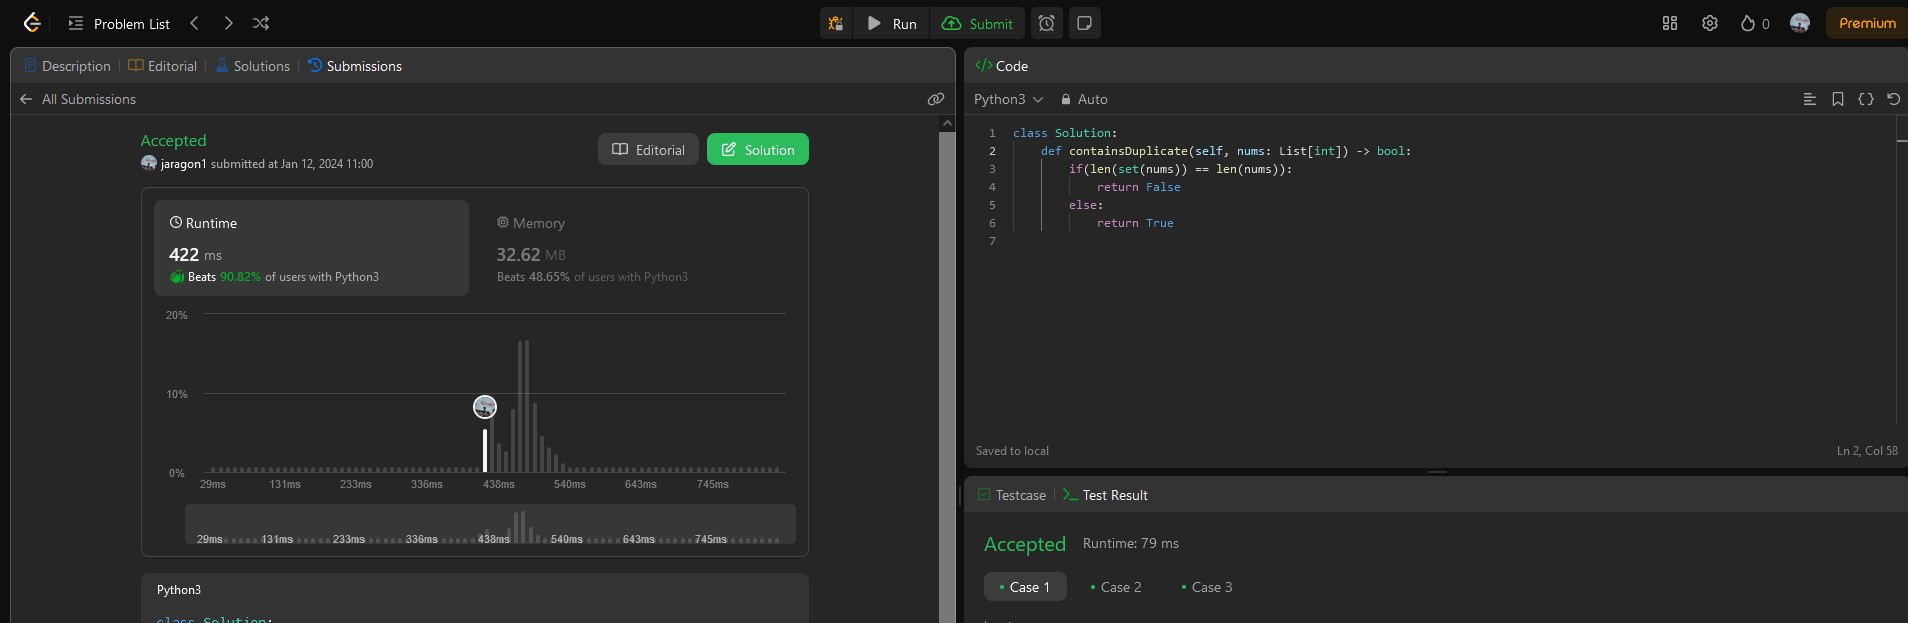 Problem List
Run
Submit
0
Premium
Description
Editorial
Solutions
Submissions
All Submissions
Accepted
jaragon1 submitted at Jan 12, 2024 11:00
Editorial
Solution
Runtime
422 ms
Beats 90.82% of users with Python3
Memory
32.62 MB
Beats 48.65% of users with Python3
20%
10%
0%
29ms 131ms 233ms 336ms 438ms 540ms 643ms 745ms
29ms 131ms 233ms 336ms 438ms 540ms 643ms 745ms
Python3
class Solution:
Code
Python3
Auto
1 class Solution:
2 def containsDuplicate(self, nums: List[int]) -> bool:
3 if(len(set(nums)) == len(nums)):
4 return False
5 else:
6 return True
7
Saved to local
Ln 2, Col 58
Testcase
Test Result
Accepted
Runtime: 79 ms
Case 1
Case 2
Case 3